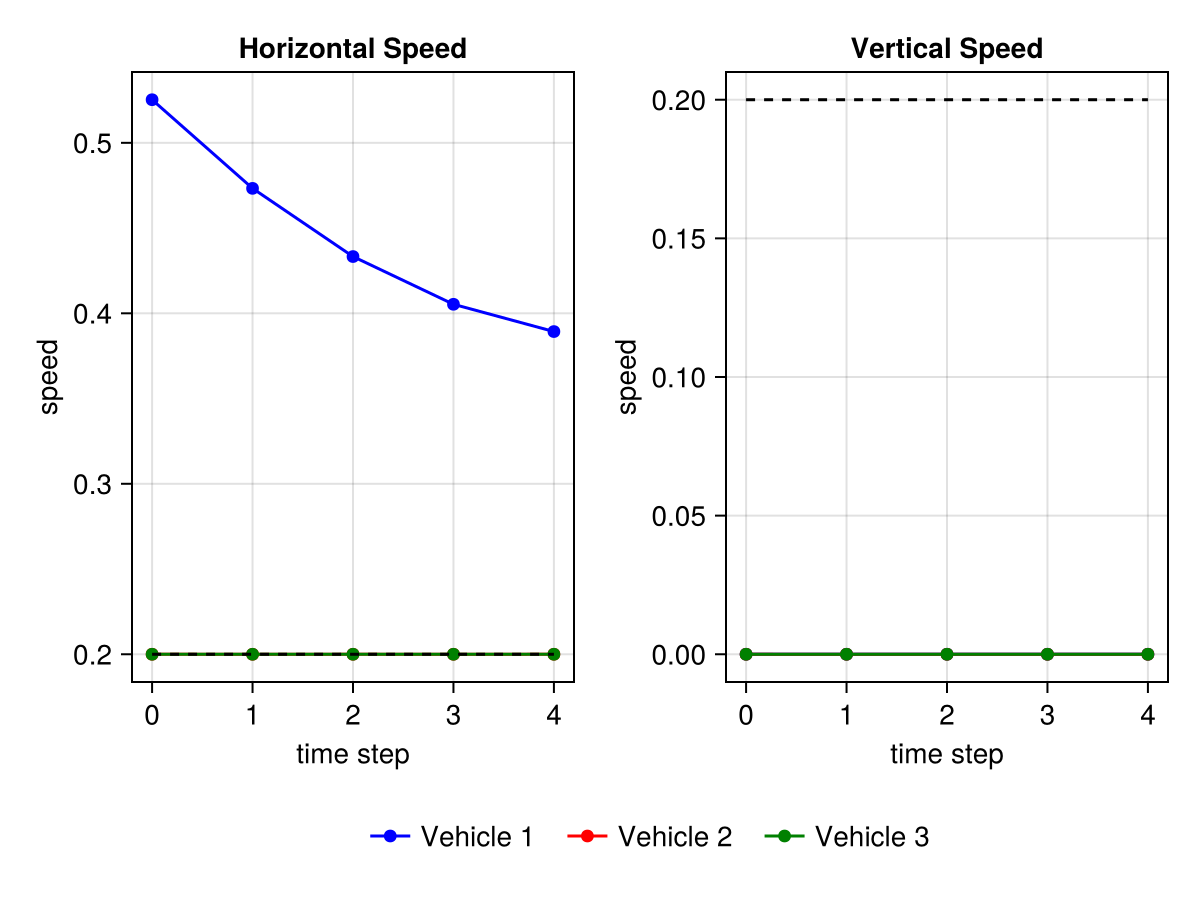 Horizontal Speed
0.5
0.4
0.3
0.2
speed
0 1 2 3 4
time step
Vertical Speed
0.20
0.15
0.10
0.05
0.00
speed
0 1 2 3 4
time step
Vehicle 1 Vehicle 2 Vehicle 3